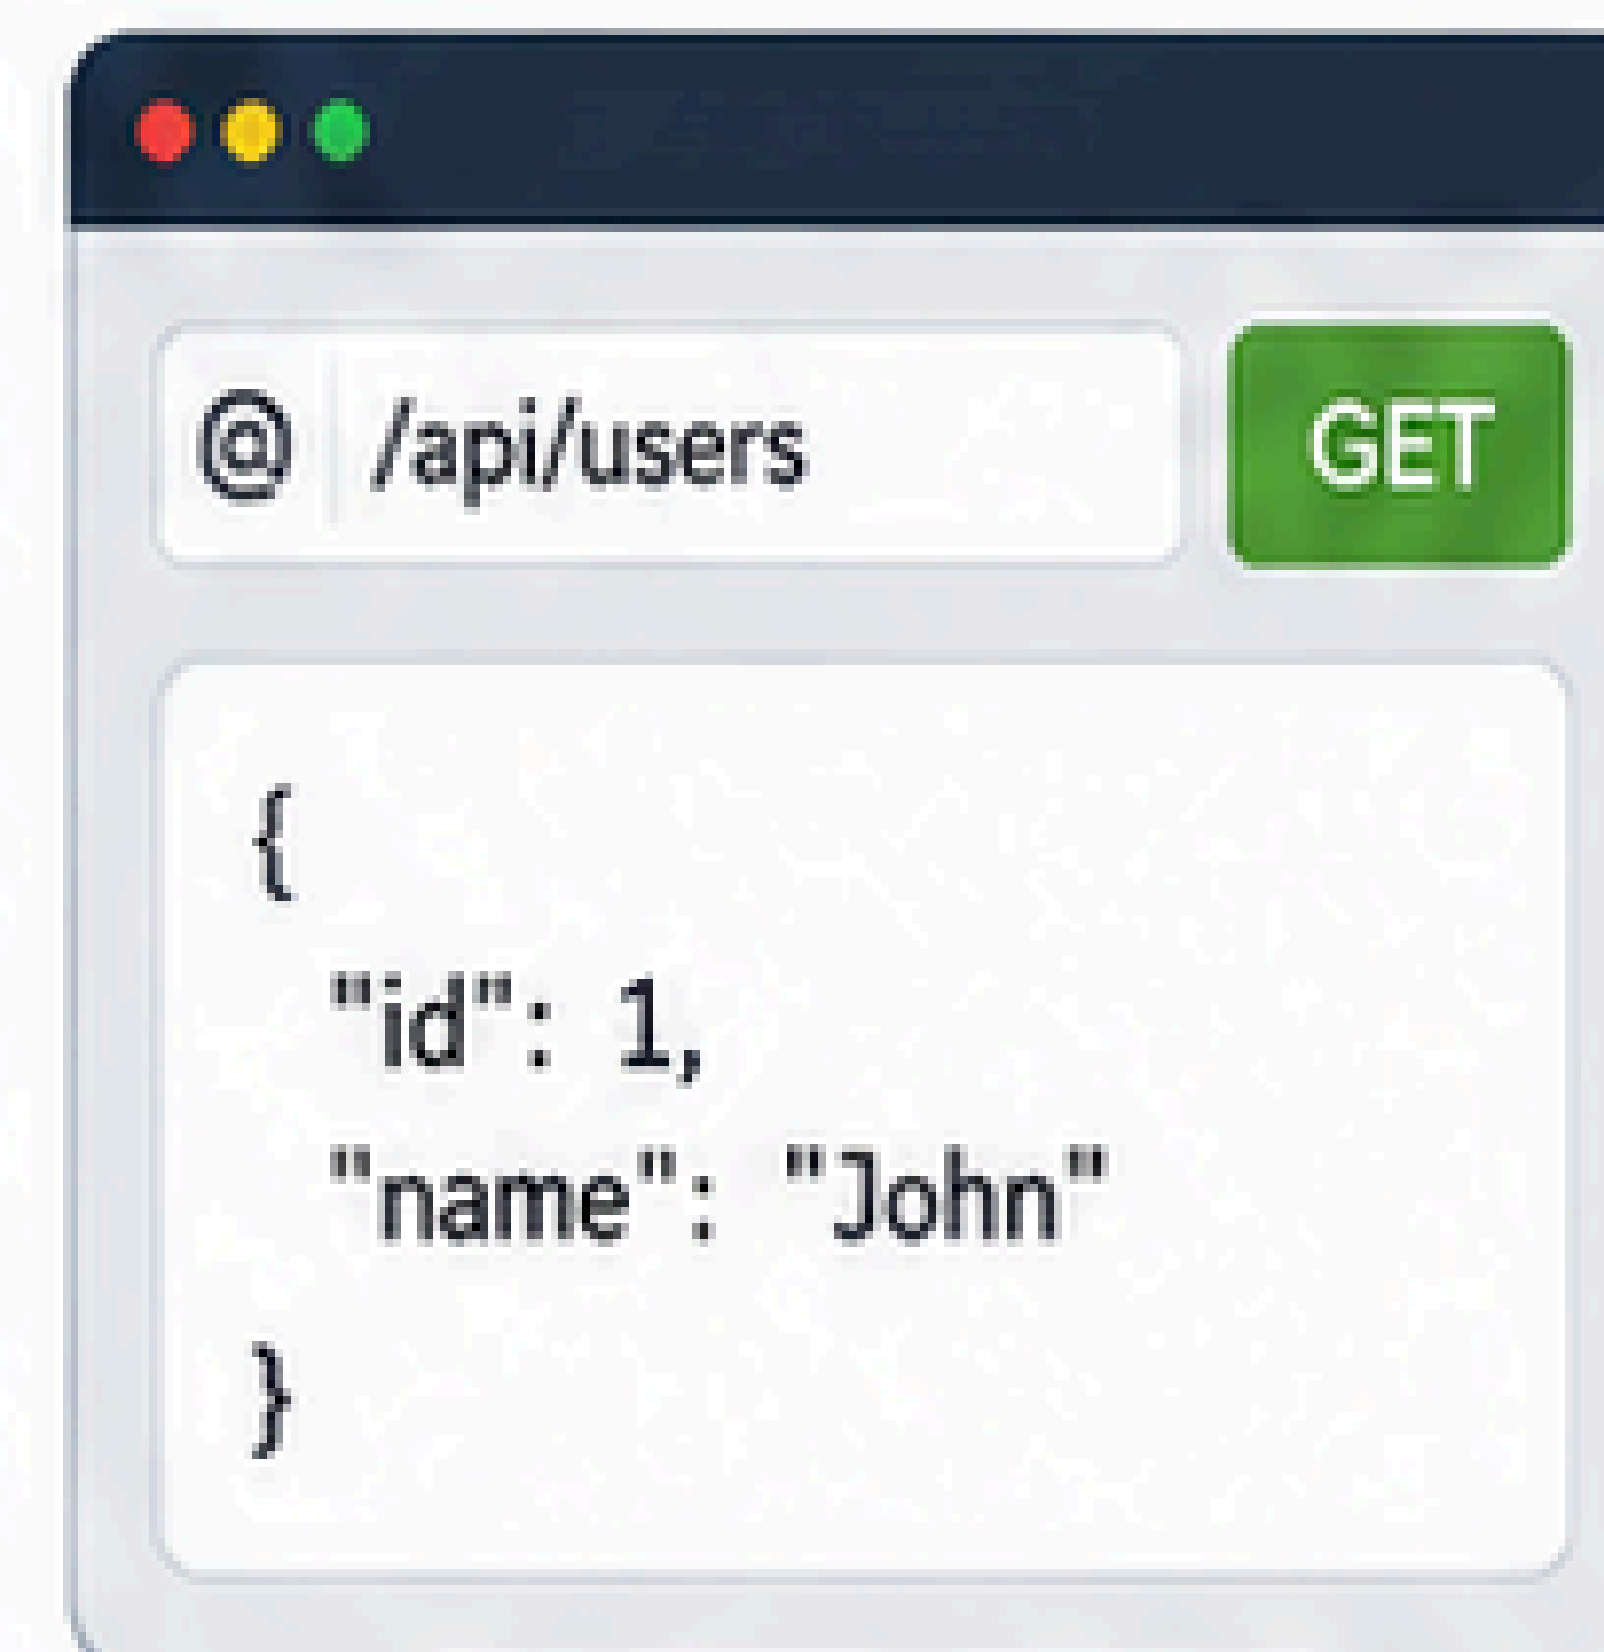 @ /api/users GET
{
"id": 1,
"name": "John"
}